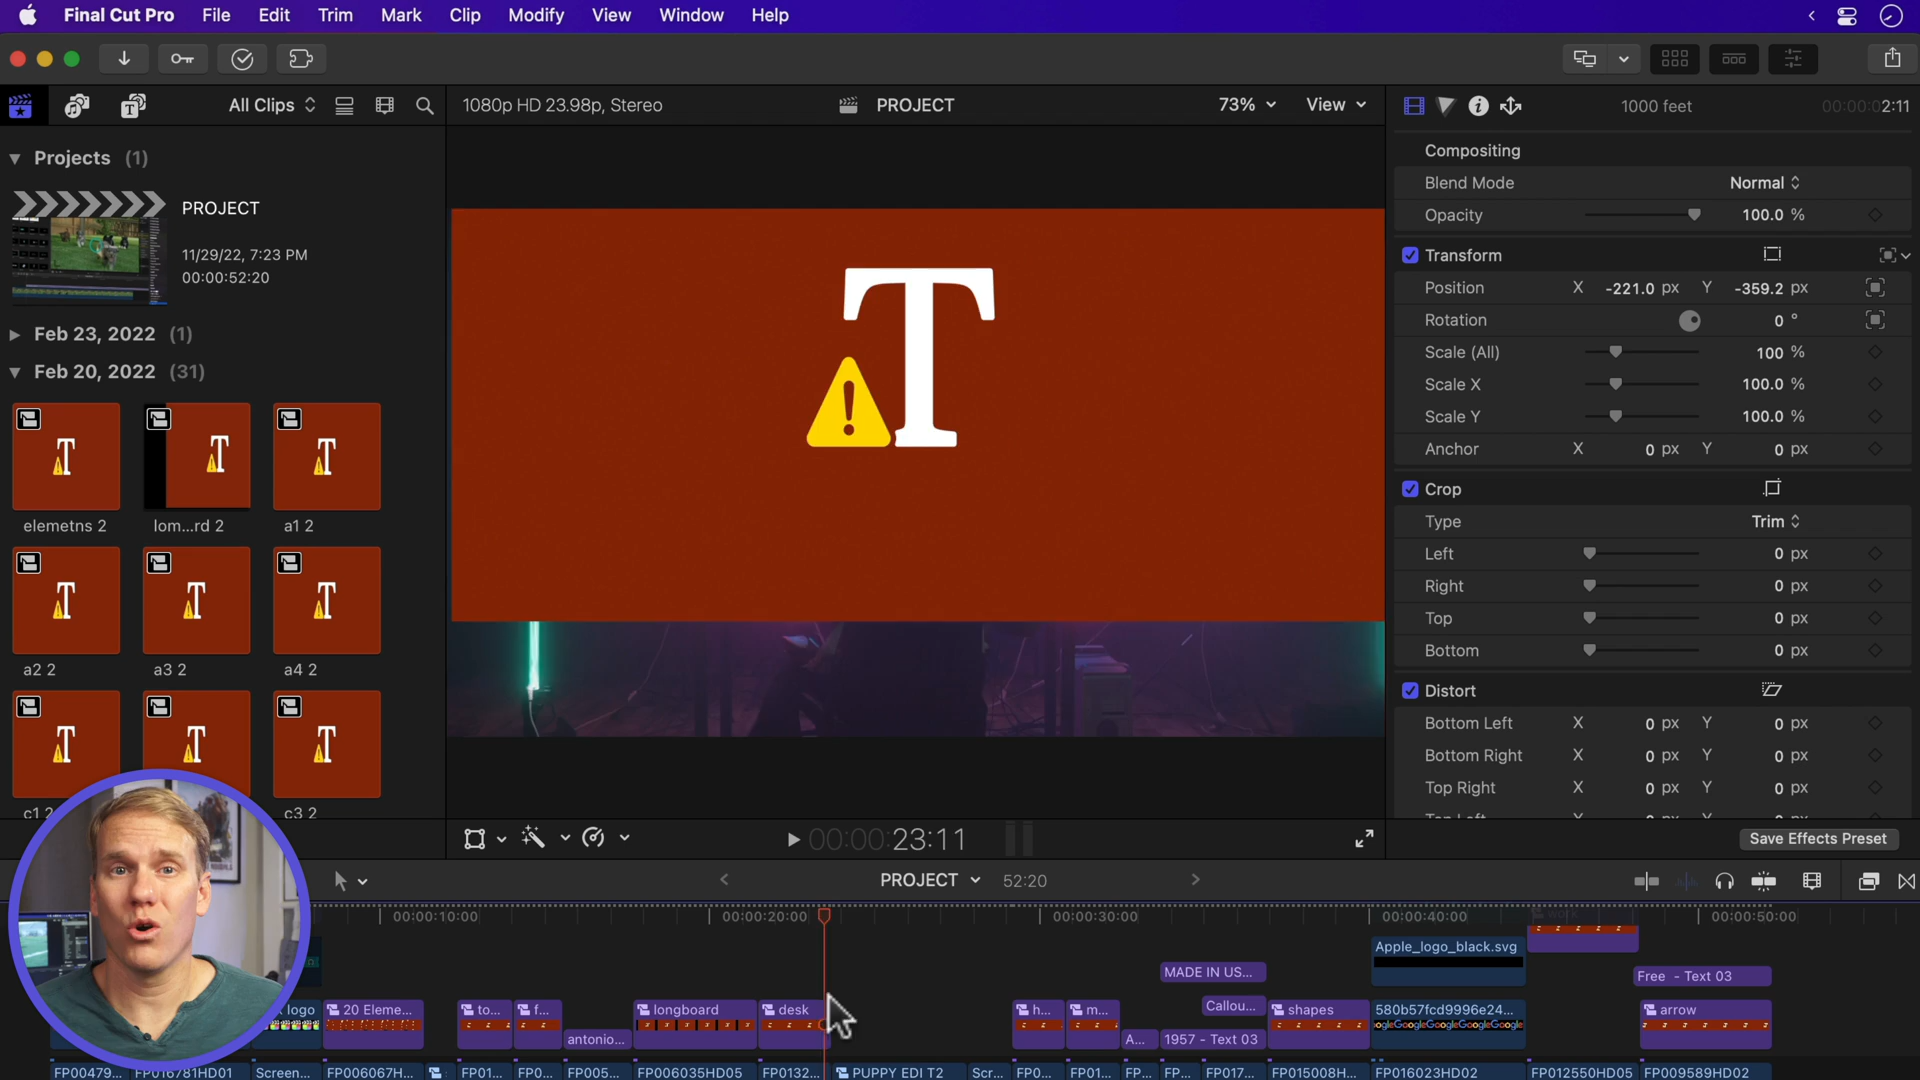 Final Cut Pro File Edit Trim Mark Clip Modify View Window Help
All Clips
1080p HD 23.98p, Stereo
PROJECT
73%
View
1000 feet
00:00:02:11
Projects (1)
PROJECT
11/29/22, 7:23 PM
00:00:52:20
Feb 23, 2022 (1)
Feb 20, 2022 (31)
elemetns 2
lom...rd 2
a1 2
a2 2
a3 2
a4 2
c1 2
c3 2
T
Compositing
Blend Mode Normal
Opacity 100.0 %
Transform
Position X -221.0 px Y -359.2 px
Rotation 0 °
Scale (All) 100 %
Scale X 100.0 %
Scale Y 100.0 %
Anchor X 0 px Y 0 px
Crop
Type Trim
Left 0 px
Right 0 px
Top 0 px
Bottom 0 px
Distort
Bottom Left X 0 px Y 0 px
Bottom Right X 0 px Y 0 px
Top Right X 0 px Y 0 px
Save Effects Preset
00:00:23:11
PROJECT 52:20
00:00:10:00 00:00:20:00 00:00:30:00 00:00:40:00 00:00:50:00
Apple_logo_black.svg
MADE IN US...
Free - Text 03
logo
20 Eleme...
to...
f...
longboard
desk
h...
m...
Callou...
shapes
580b57fcd9996e24...
arrow
antonio...
A...
1957 - Text 03
FP00479... FP016781HD01 Screen... FP006067H... FP01... FP0... FP005... FP006035HD05 FP0132... PUPPY EDI T2 Scr... FP0... FP01... FP... FP... FP017... FP015008H... FP016023HD02 FP012550HD05 FP009589HD02